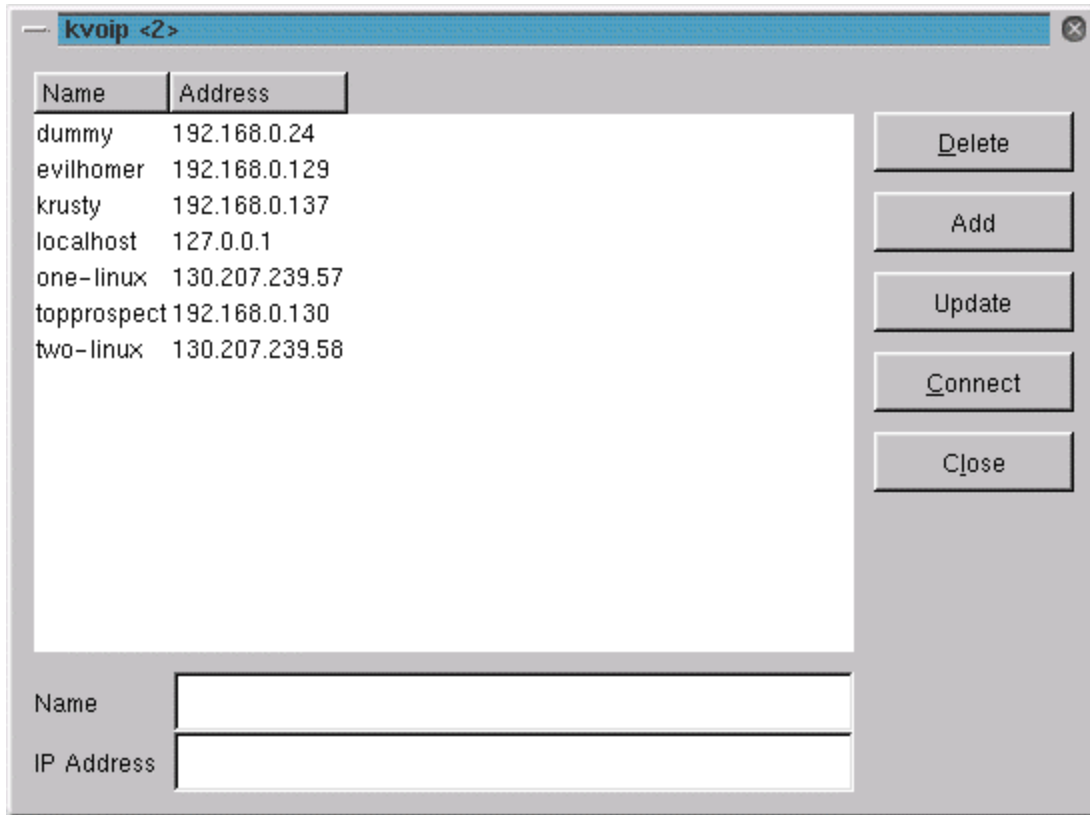 kvoip <2>
Name Address
dummy 192.168.0.24
evilhomer 192.168.0.129
krusty 192.168.0.137
localhost 127.0.0.1
one-linux 130.207.239.57
topprospect 192.168.0.130
two-linux 130.207.239.58
Delete
Add
Update
Connect
Close
Name
IP Address